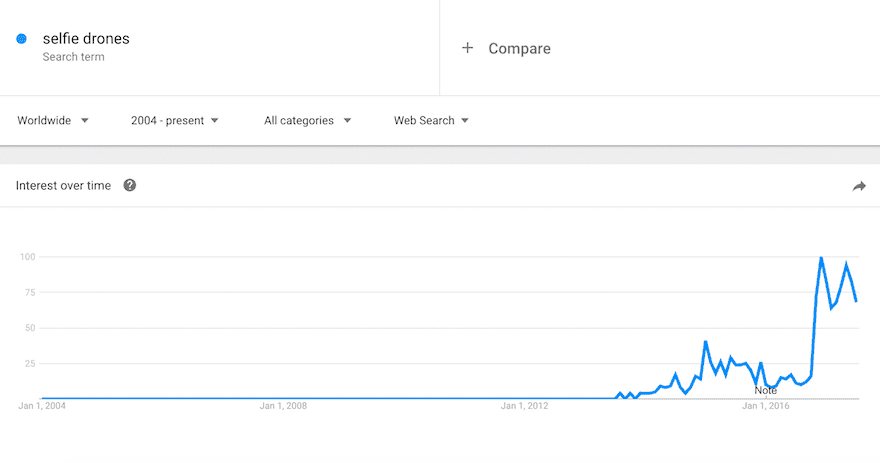 selfie drones
Search term
+ Compare
Worldwide
2004 - present
All categories
Web Search
Interest over time ?
100
75
50
25
Note
Jan 1, 2004
Jan 1, 2008
Jan 1, 2012
Jan 1, 2016